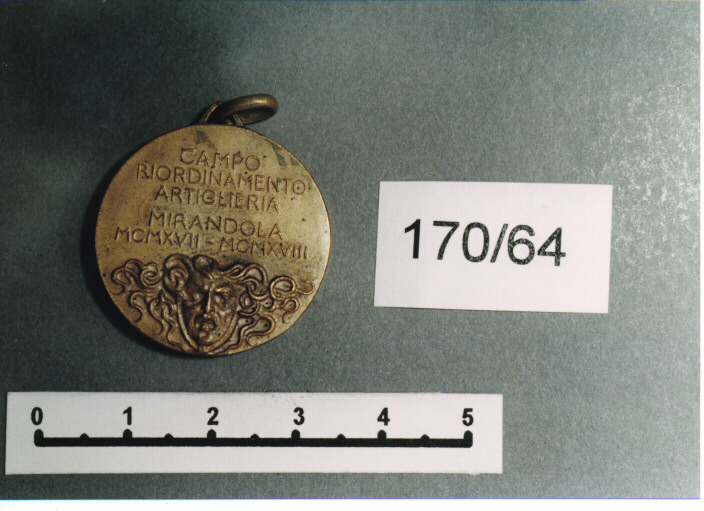 CAMPO
RIORDINAMENTO
ARTIGLIERIA
MIRANDOLA
MCMXVII - MCMXVIII
170/64
0 1 2 3 4 5